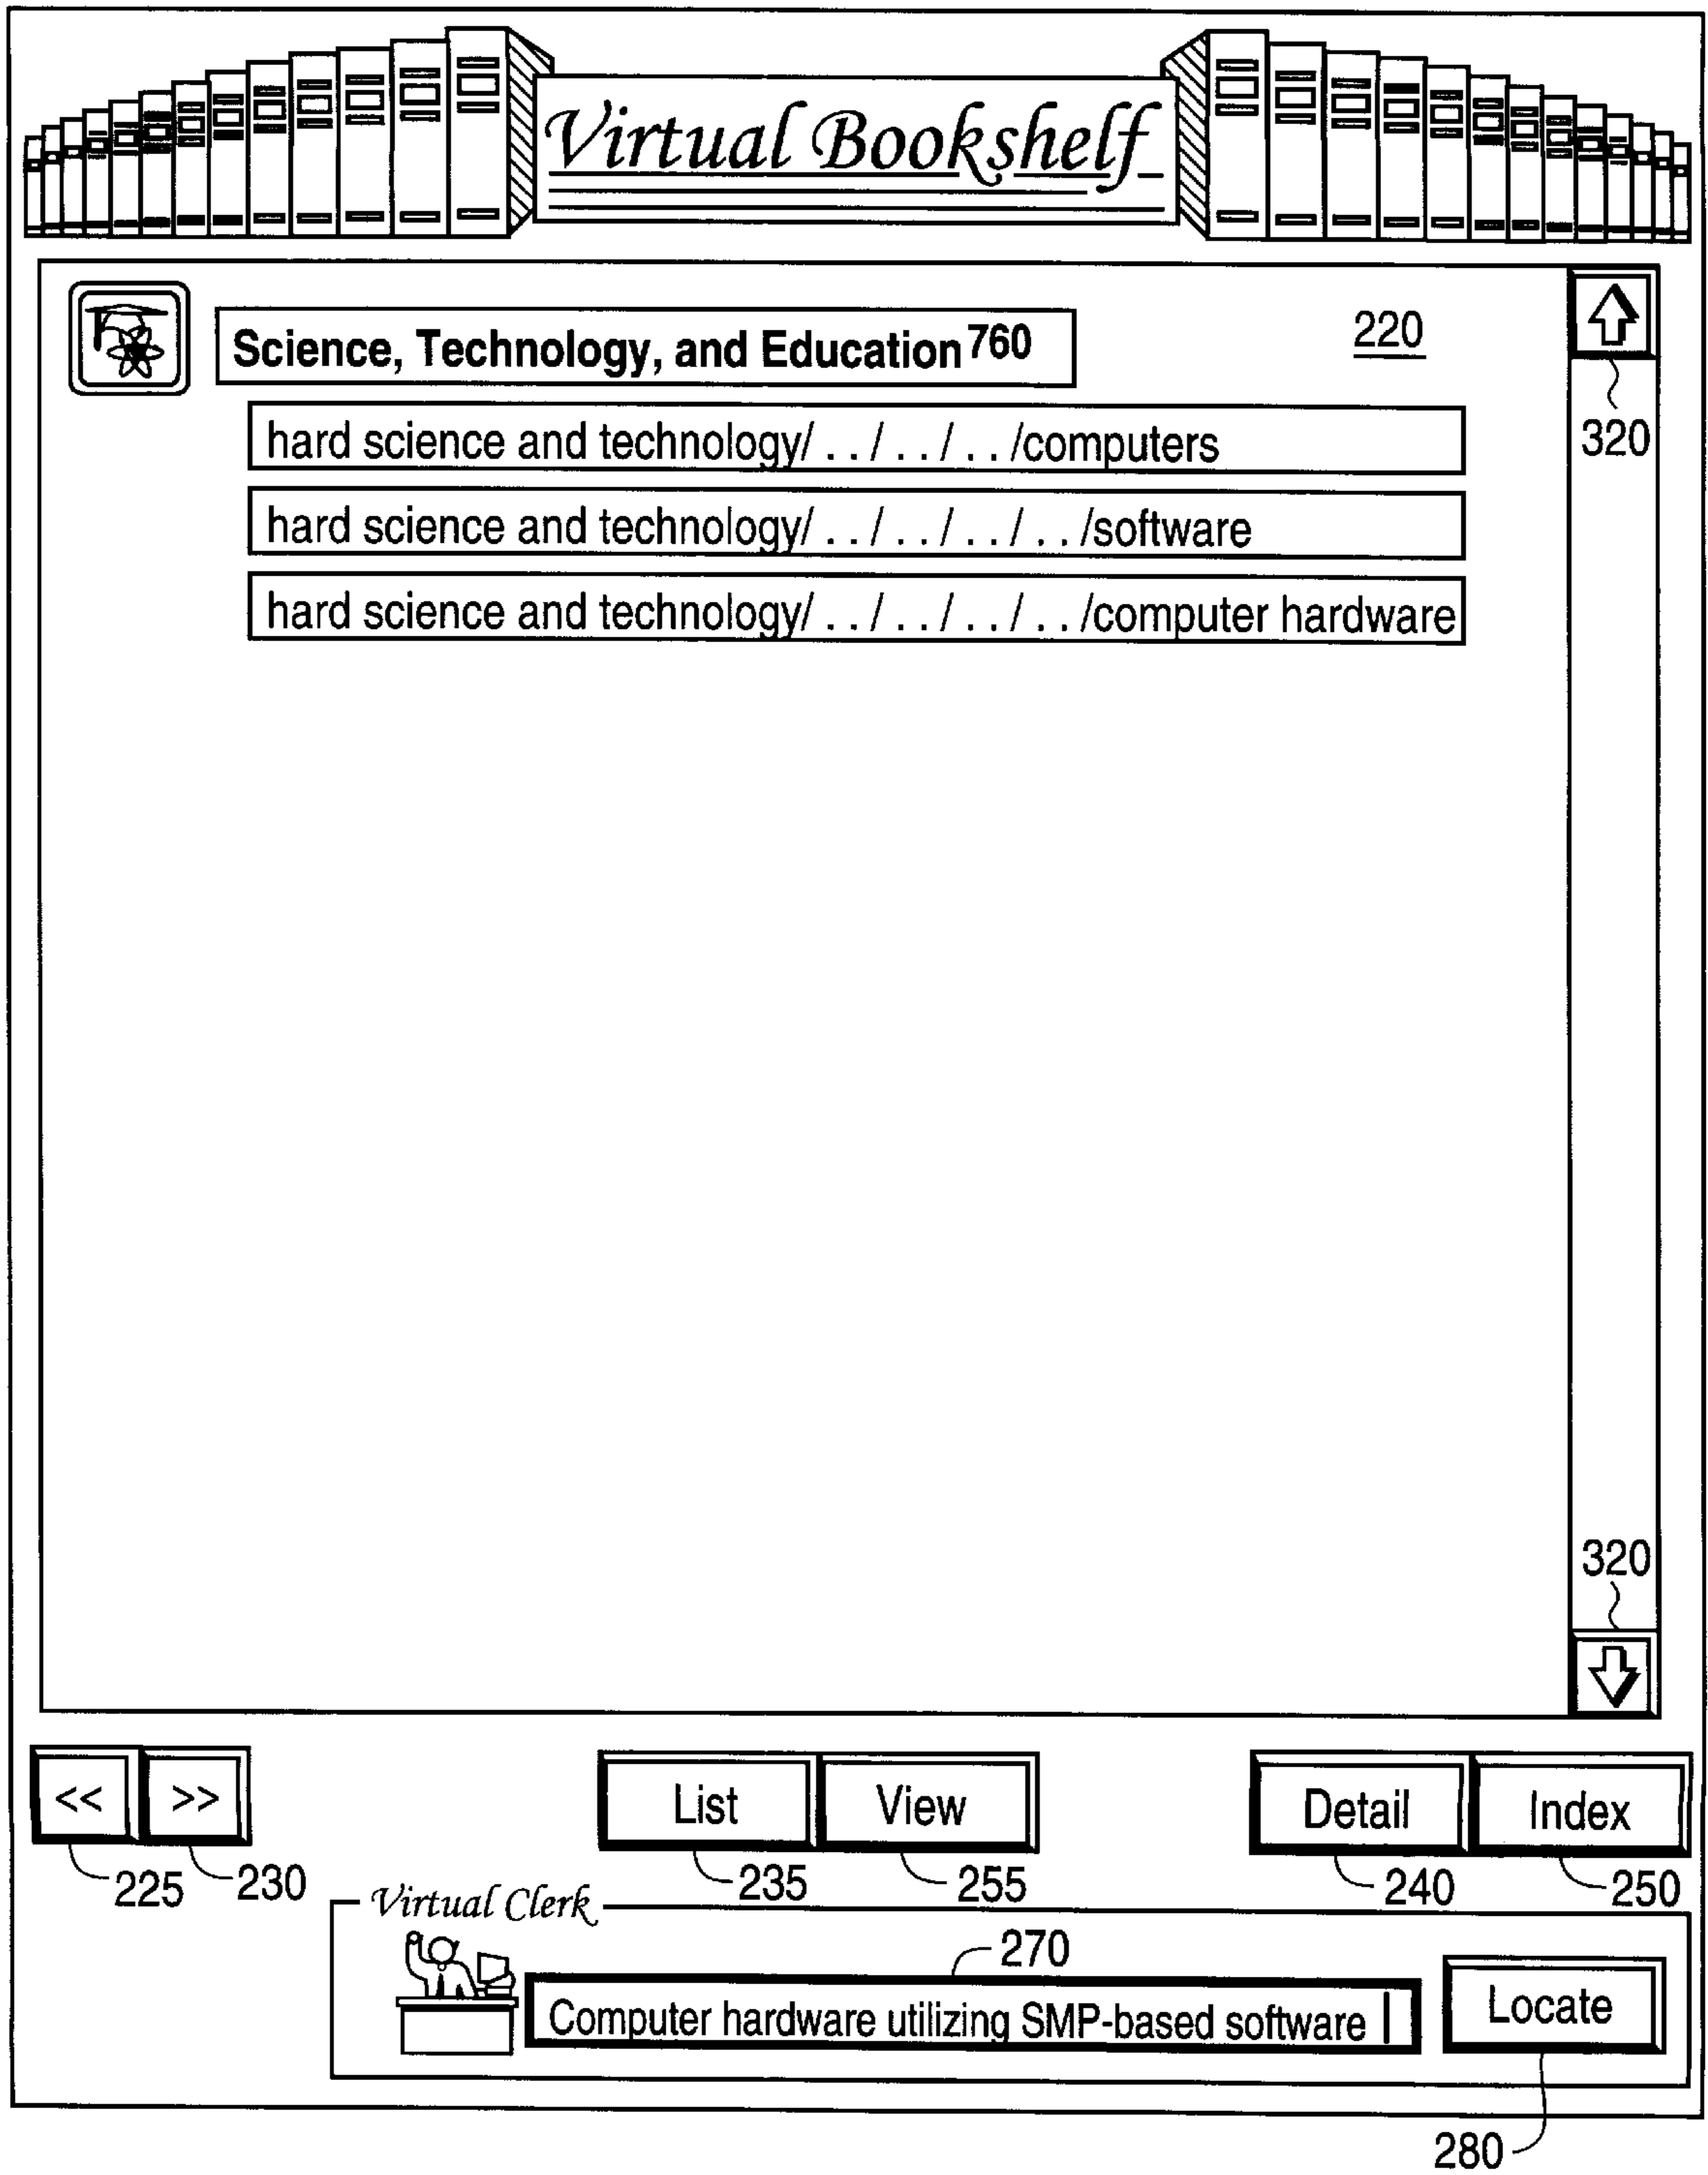 Virtual Bookshelf
Science, Technology, and Education 760
220
320
hard science and technology/ . . / . . / . . /computers
hard science and technology/ . . / . . / . . / . . /software
hard science and technology/ . . / . . / . . / . . /computer hardware
320
<< >> List View Detail Index
225 230 235 255 240 250
Virtual Clerk
270
Computer hardware utilizing SMP-based software
Locate
280